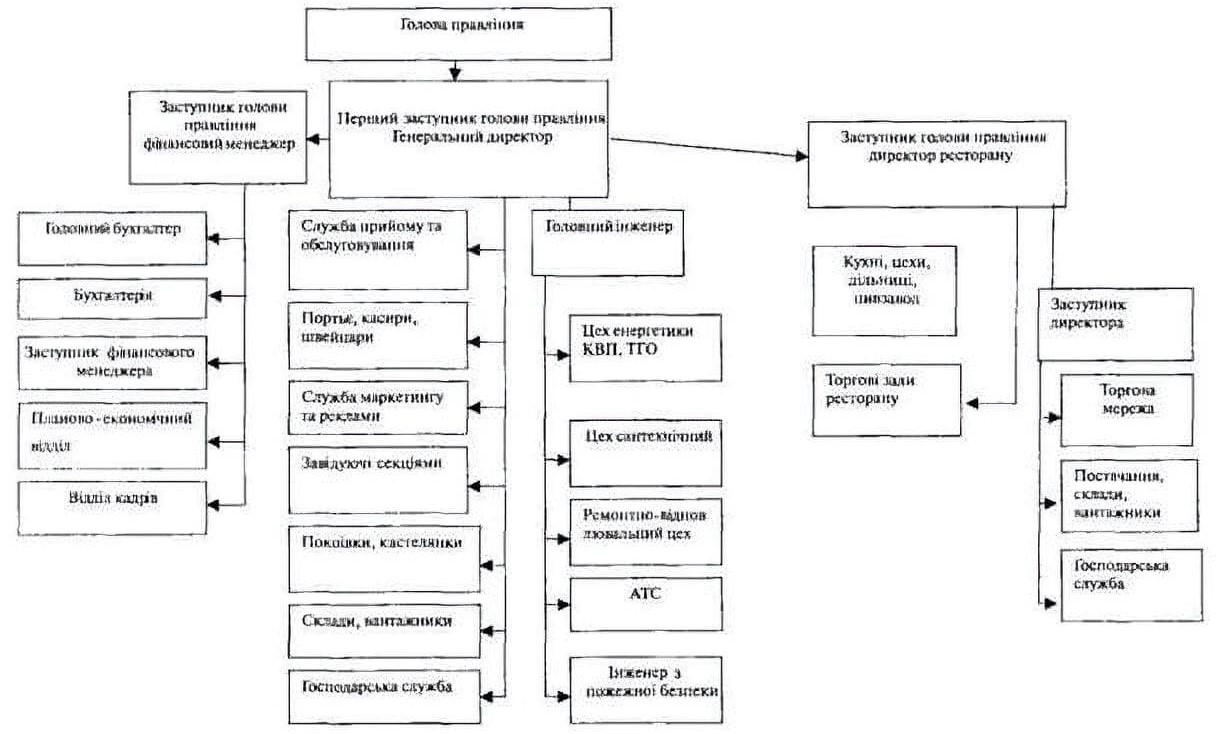 Голова правління
Перший заступник голови правління
Генеральний директор
Заступник голови
правління
фінансовий менеджер
Заступник голови правління
директор ресторану
Головний бухгалтер
Бухгалтерія
Заступник фінансового
менеджера
Планово-економічний
відділ
Відділ кадрів
Служба прийому та
обслуговування
Портьє, касири,
швейцари
Служба маркетингу
та реклами
Завідуючі секціями
Покоївки, кастелянки
Склади, вантажники
Господарська служба
Головний інженер
Цех енергетики
КВП, ТГО
Цех сантехнічний
Ремонтно-віднов
лювальний цех
АТС
Інженер з
пожежної безпеки
Кухні, цехи,
дільниці,
пивзавод
Торгові зали
ресторану
Заступник
директора
Торгова
мережа
Постачання,
склади,
вантажники
Господарська
служба